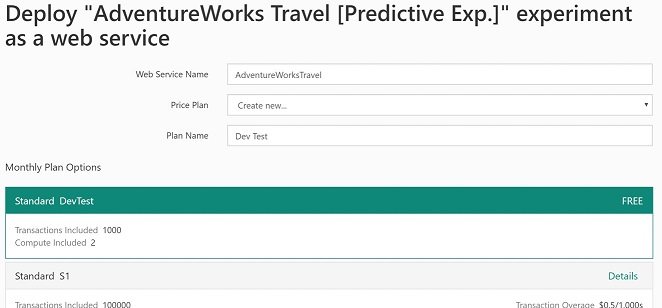 Deploy "AdventureWorks Travel [Predictive Exp.]" experiment
as a web service
Web Service Name AdventureWorksTravel
Price Plan Create new...
Plan Name Dev Test
Monthly Plan Options
Standard DevTest FREE
Transactions Included 1000
Compute Included 2
Standard S1 Details
Transactions Included 100000 Transaction Overage $0.5/1,000s